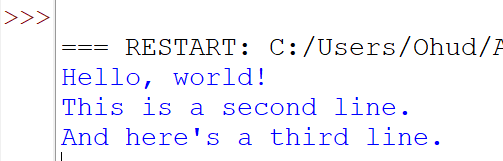 >>>
=== RESTART: C:/Users/Ohud/
Hello, world!
This is a second line.
And here's a third line.